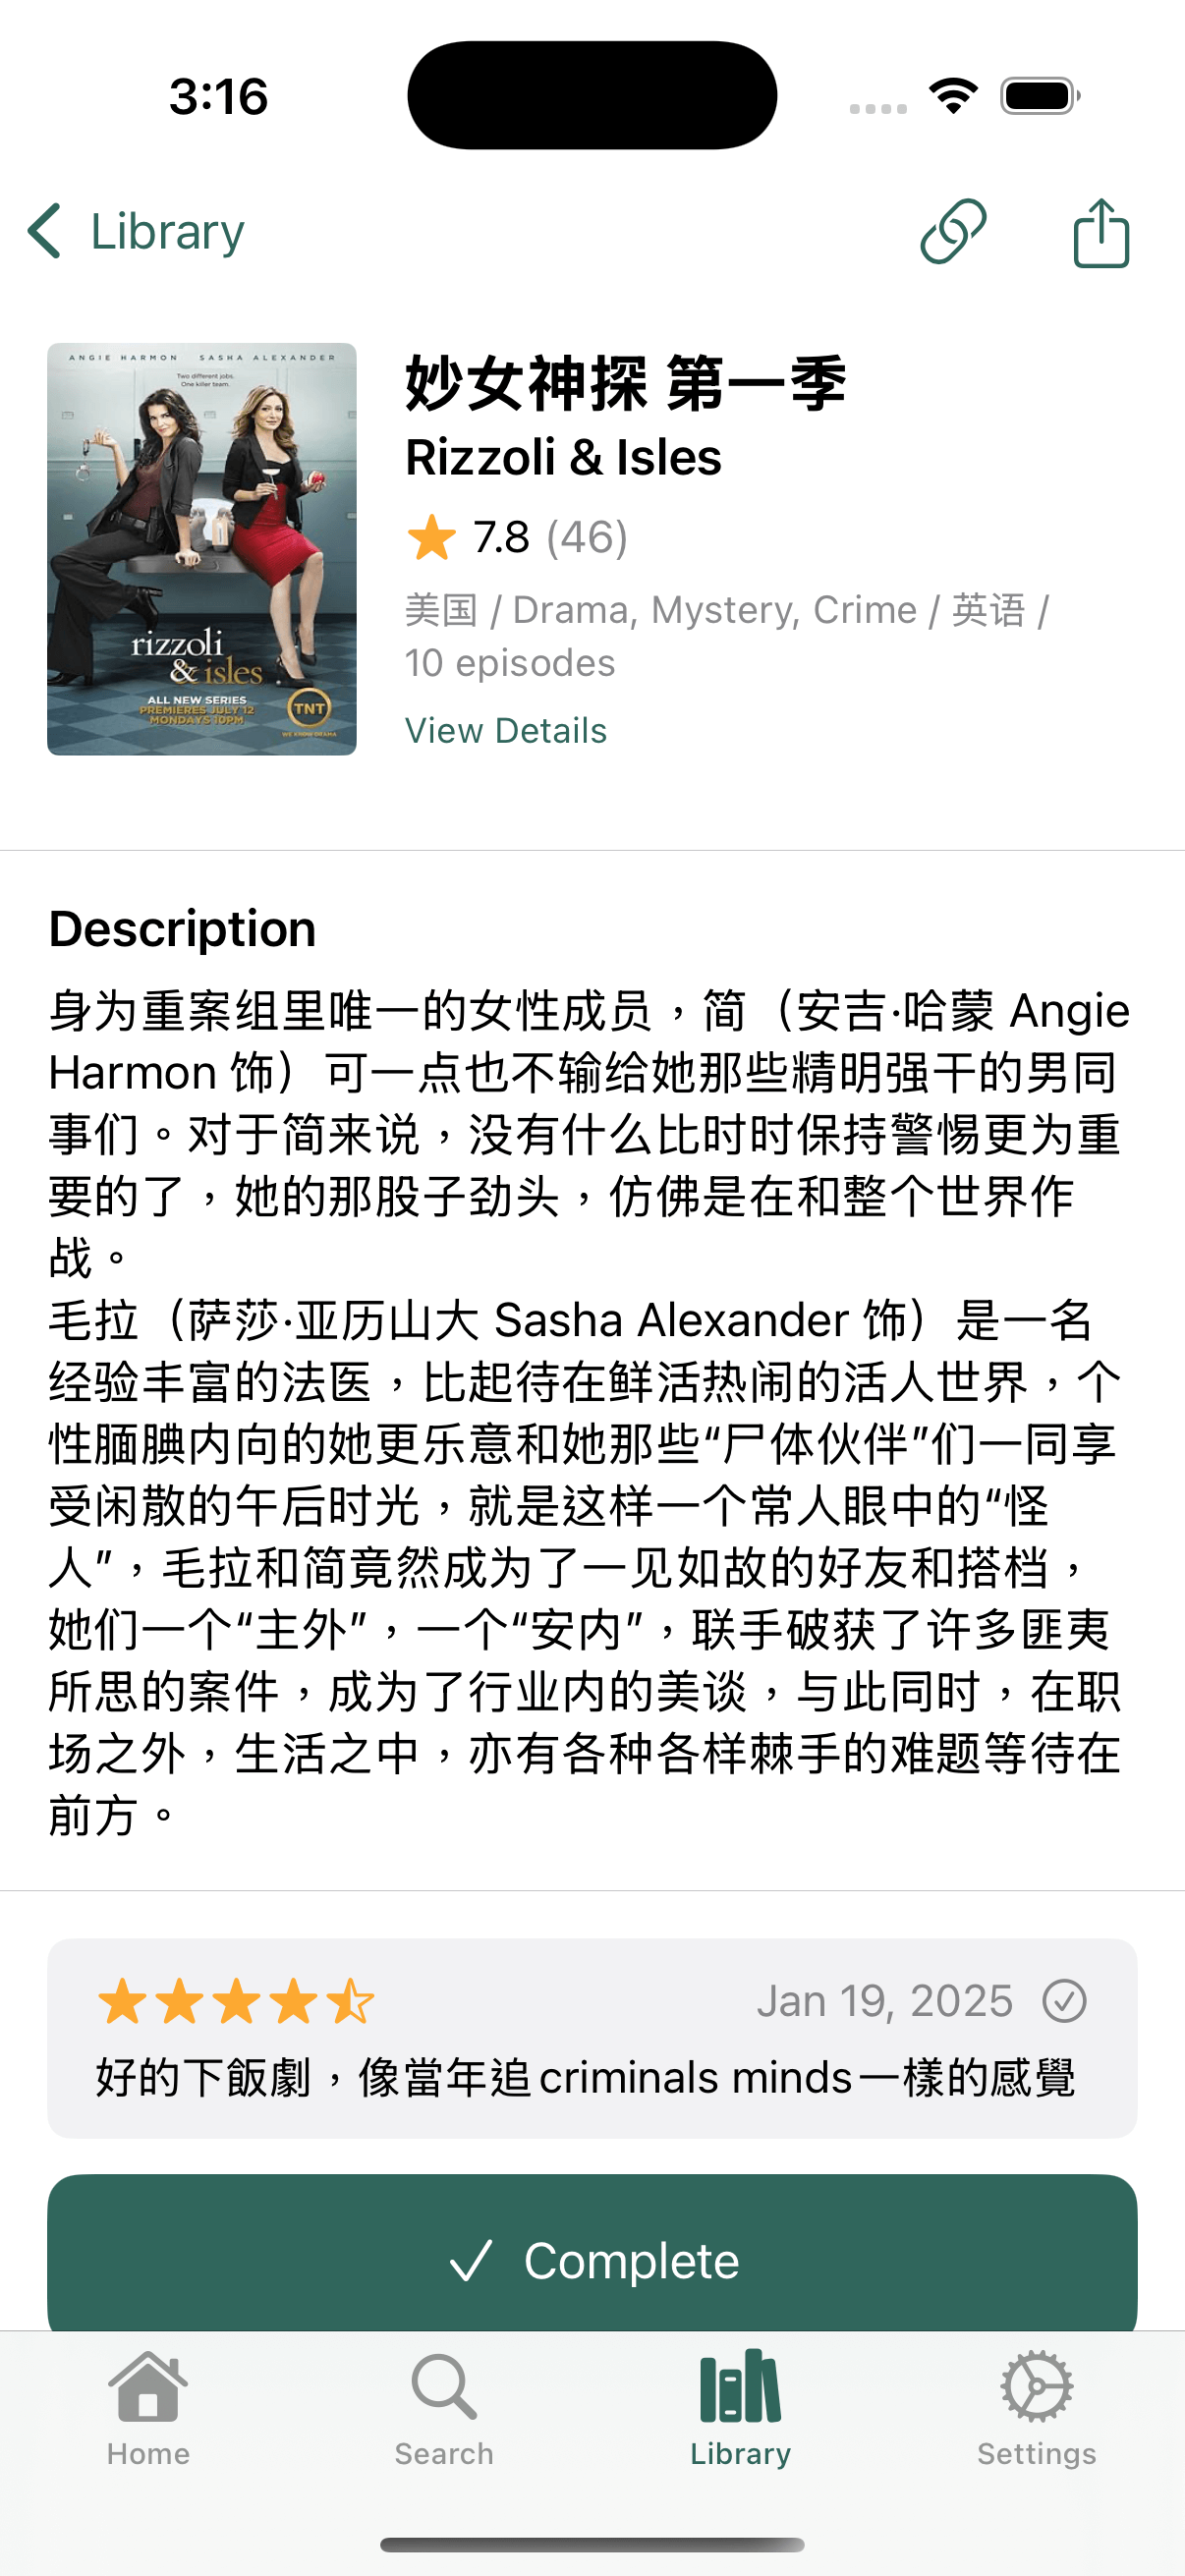 3:16
Library
ANGIE HARMON SASHA ALEXANDER
Two different jobs.
One killer team.
rizzoli
& isles
ALL NEW SERIES
PREMIERES JULY 12
MONDAYS 10PM
TNT
WE KNOW DRAMA
妙女神探 第一季
Rizzoli & Isles
7.8 (46)
美国 / Drama, Mystery, Crime / 英语 /
10 episodes
View Details
Description
身为重案组里唯一的女性成员，简（安吉·哈蒙 Angie
Harmon 饰）可一点也不输给她那些精明强干的男同
事们。对于简来说，没有什么比时时保持警惕更为重
要的了，她的那股子劲头，仿佛是在和整个世界作
战。
毛拉（萨莎·亚历山大 Sasha Alexander 饰）是一名
经验丰富的法医，比起待在鲜活热闹的活人世界，个
性腼腆内向的她更乐意和她那些“尸体伙伴”们一同享
受闲散的午后时光，就是这样一个常人眼中的“怪
人”，毛拉和简竟然成为了一见如故的好友和搭档，
她们一个“主外”，一个“安内”，联手破获了许多匪夷
所思的案件，成为了行业内的美谈，与此同时，在职
场之外，生活之中，亦有各种各样棘手的难题等待在
前方。
Jan 19, 2025
好的下飯劇，像當年追criminals minds一樣的感覺
Complete
Home
Search
Library
Settings